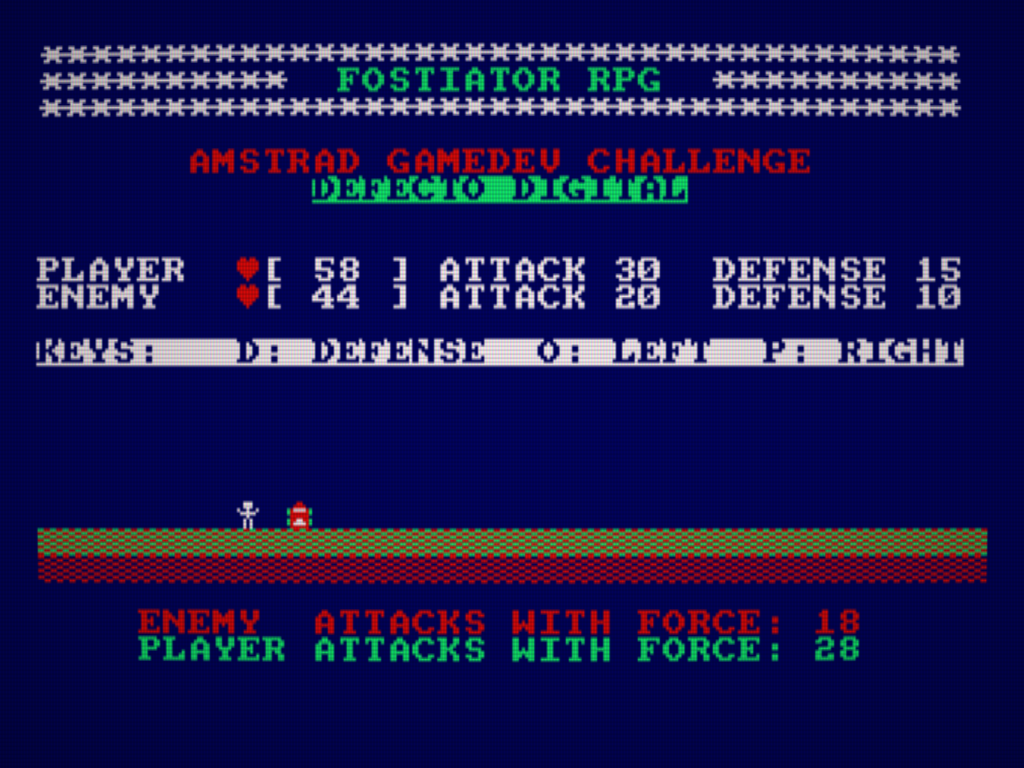 FOSTIATOR RPG
AMSTRAD GAMEDEV CHALLENGE
DEFECTO DIGITAL
PLAYER ♥[ 58 ] ATTACK 30 DEFENSE 15
ENEMY ♥[ 44 ] ATTACK 20 DEFENSE 10
KEYS: D: DEFENSE O: LEFT P: RIGHT
ENEMY ATTACKS WITH FORCE: 18
PLAYER ATTACKS WITH FORCE: 28